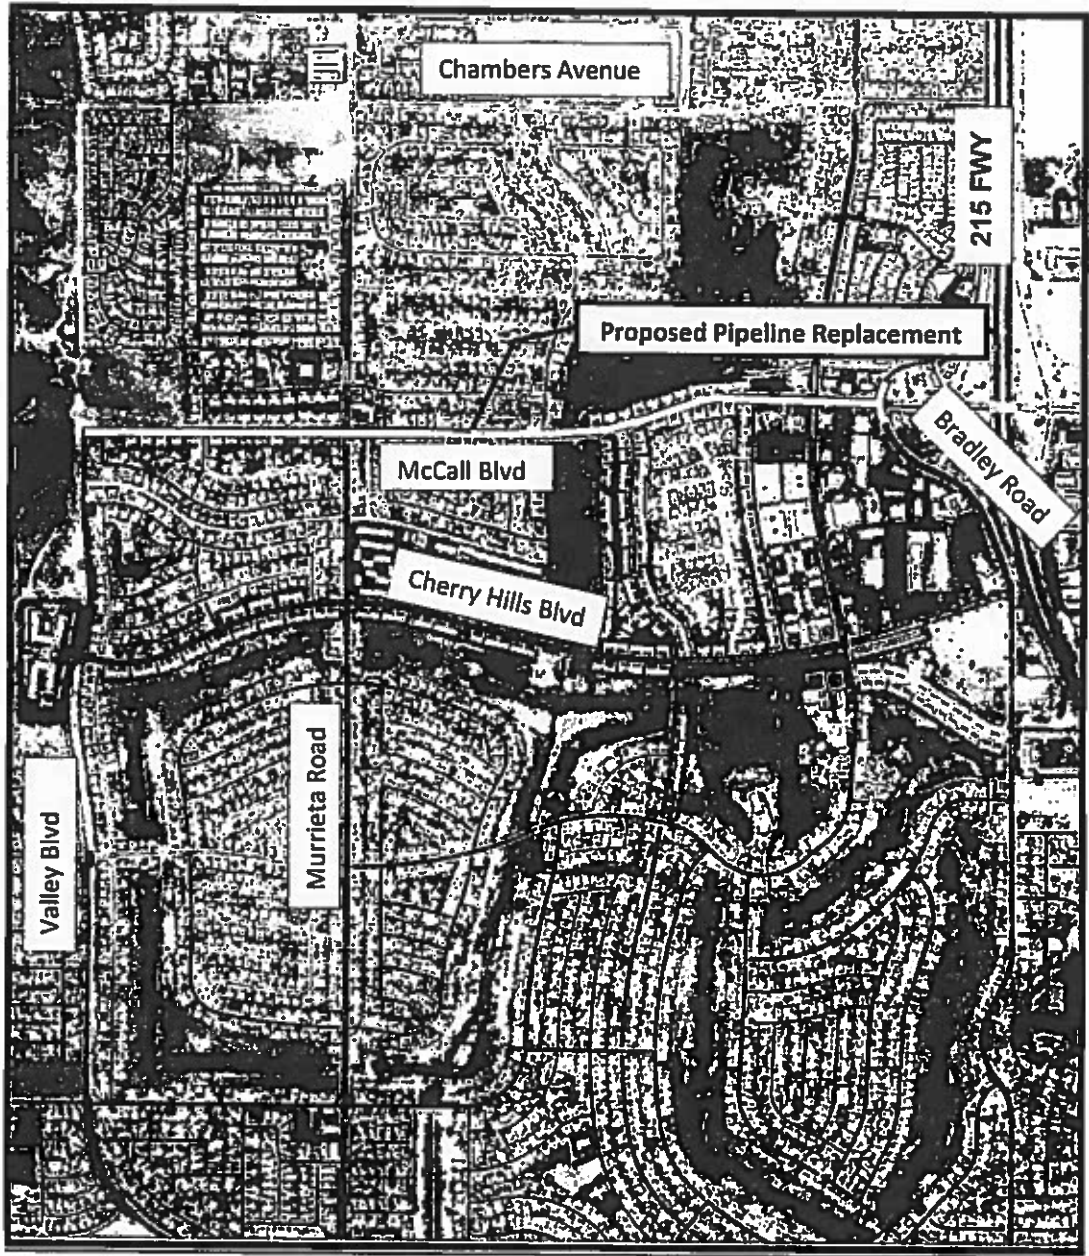 Chambers Avenue
215 FWY
Proposed Pipeline Replacement
Bradley Road
McCall Blvd
Cherry Hills Blvd
Murrieta Road
Valley Blvd